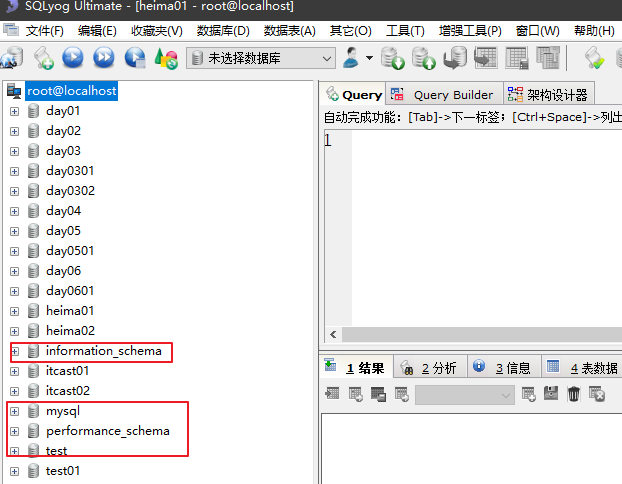 SQLyog Ultimate - [heima01 - root@localhost]
文件(F) 编辑(E) 收藏夹(V) 数据库(D) 数据表(A) 其它(O) 工具(T) 增强工具(P) 窗口(W) 帮助(H)
未选择数据库
root@localhost
day01
day02
day03
day0301
day0302
day04
day05
day0501
day06
day0601
heima01
heima02
information_schema
itcast01
itcast02
mysql
performance_schema
test
test01
Query Query Builder 架构设计器
自动完成功能: [Tab]->下一标签; [Ctrl+Space]->列出
1
1 结果 2 分析 3 信息 4 表数据